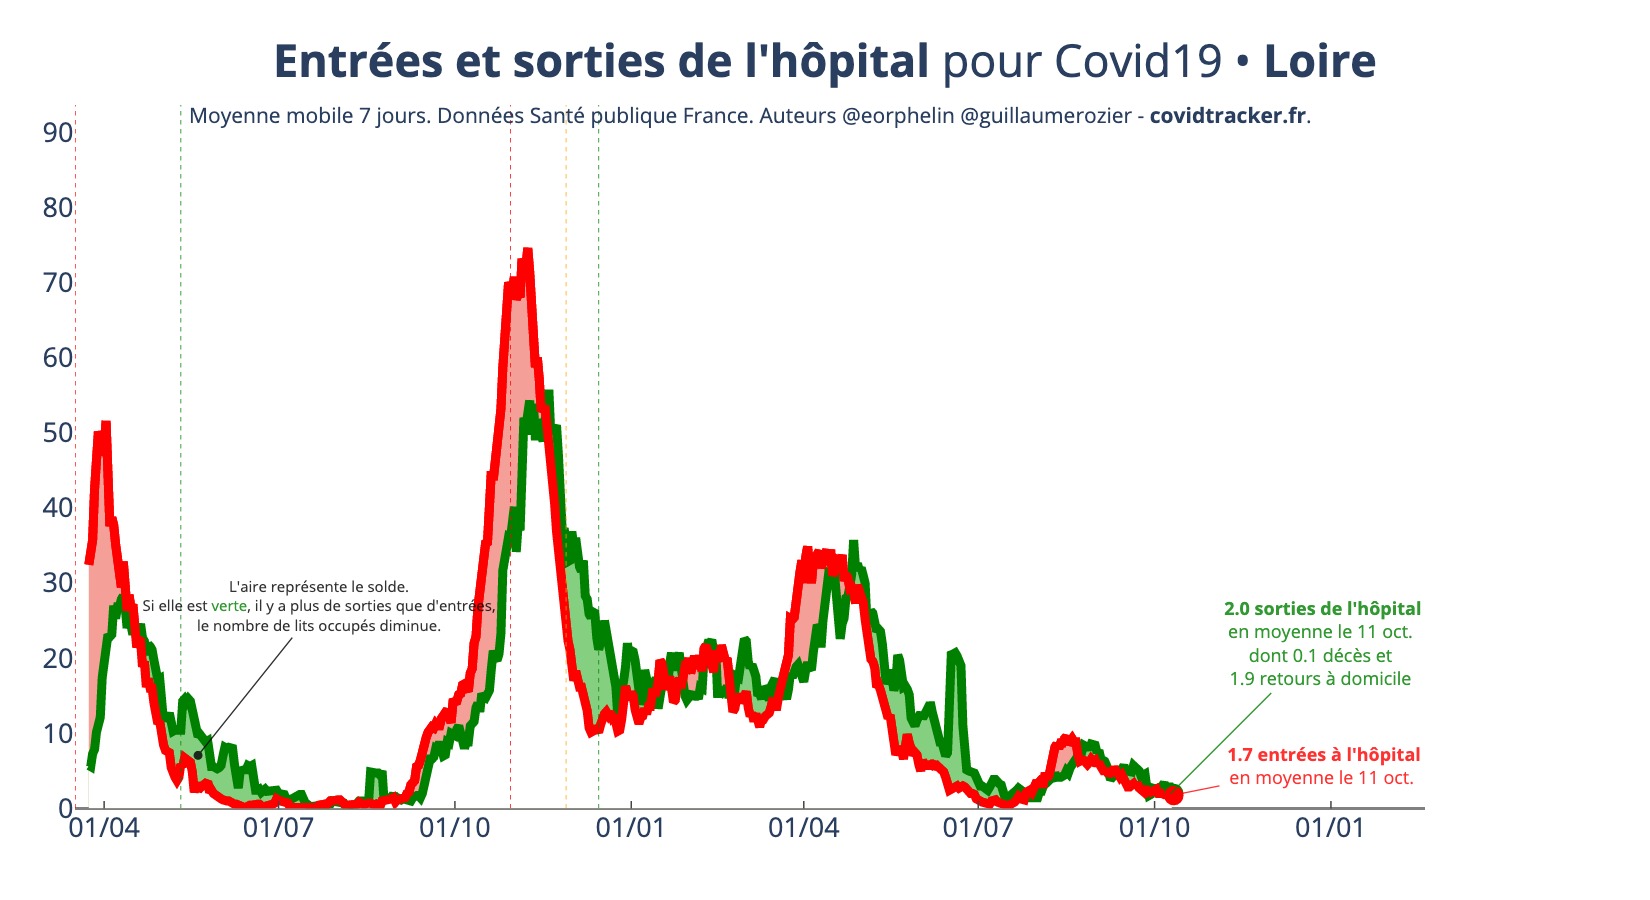 Entrées et sorties de l'hôpital pour Covid19 • Loire
Moyenne mobile 7 jours. Données Santé publique France. Auteurs @eorphelin @guillaumerozier - covidtracker.fr.
90
80
70
60
50
40
30
20
10
0
L'aire représente le solde.
Si elle est verte, il y a plus de sorties que d'entrées,
le nombre de lits occupés diminue.
2.0 sorties de l'hôpital
en moyenne le 11 oct.
dont 0.1 décès et
1.9 retours à domicile
1.7 entrées à l'hôpital
en moyenne le 11 oct.
01/04
01/07
01/10
01/01
01/04
01/07
01/10
01/01